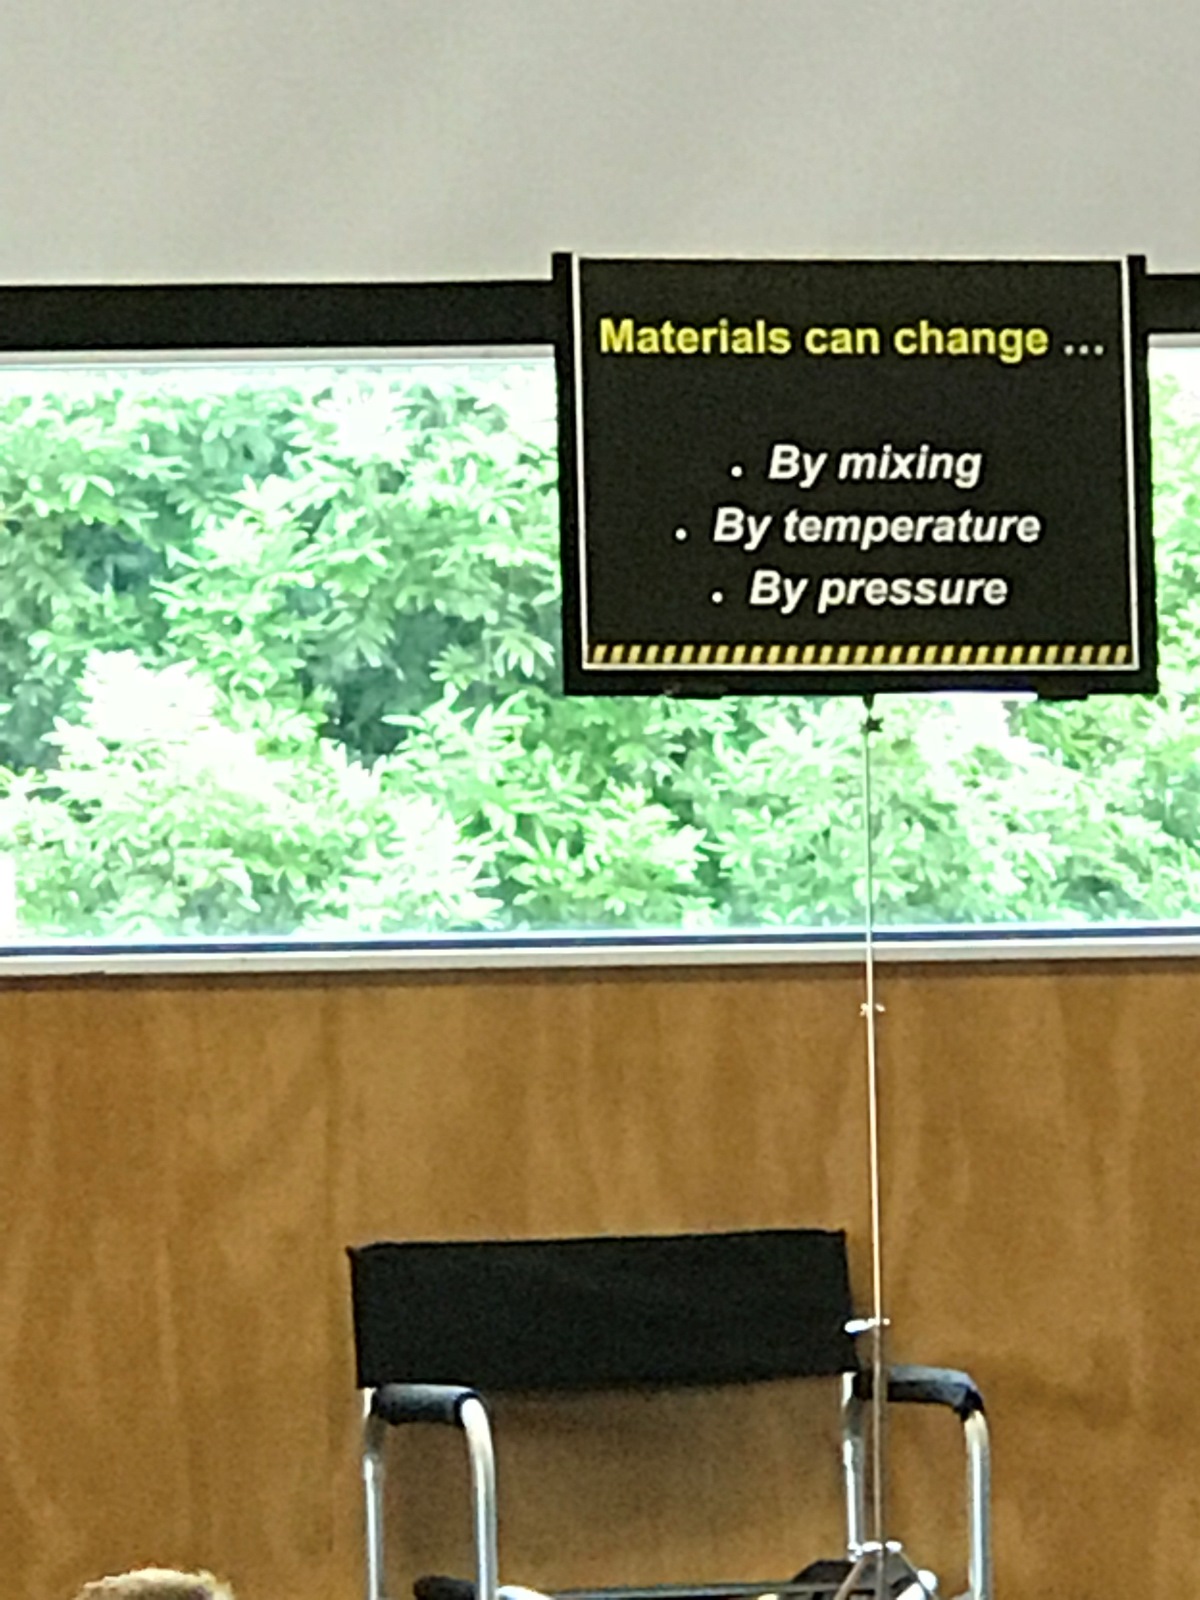 Materials can change ...
• By mixing
• By temperature
• By pressure